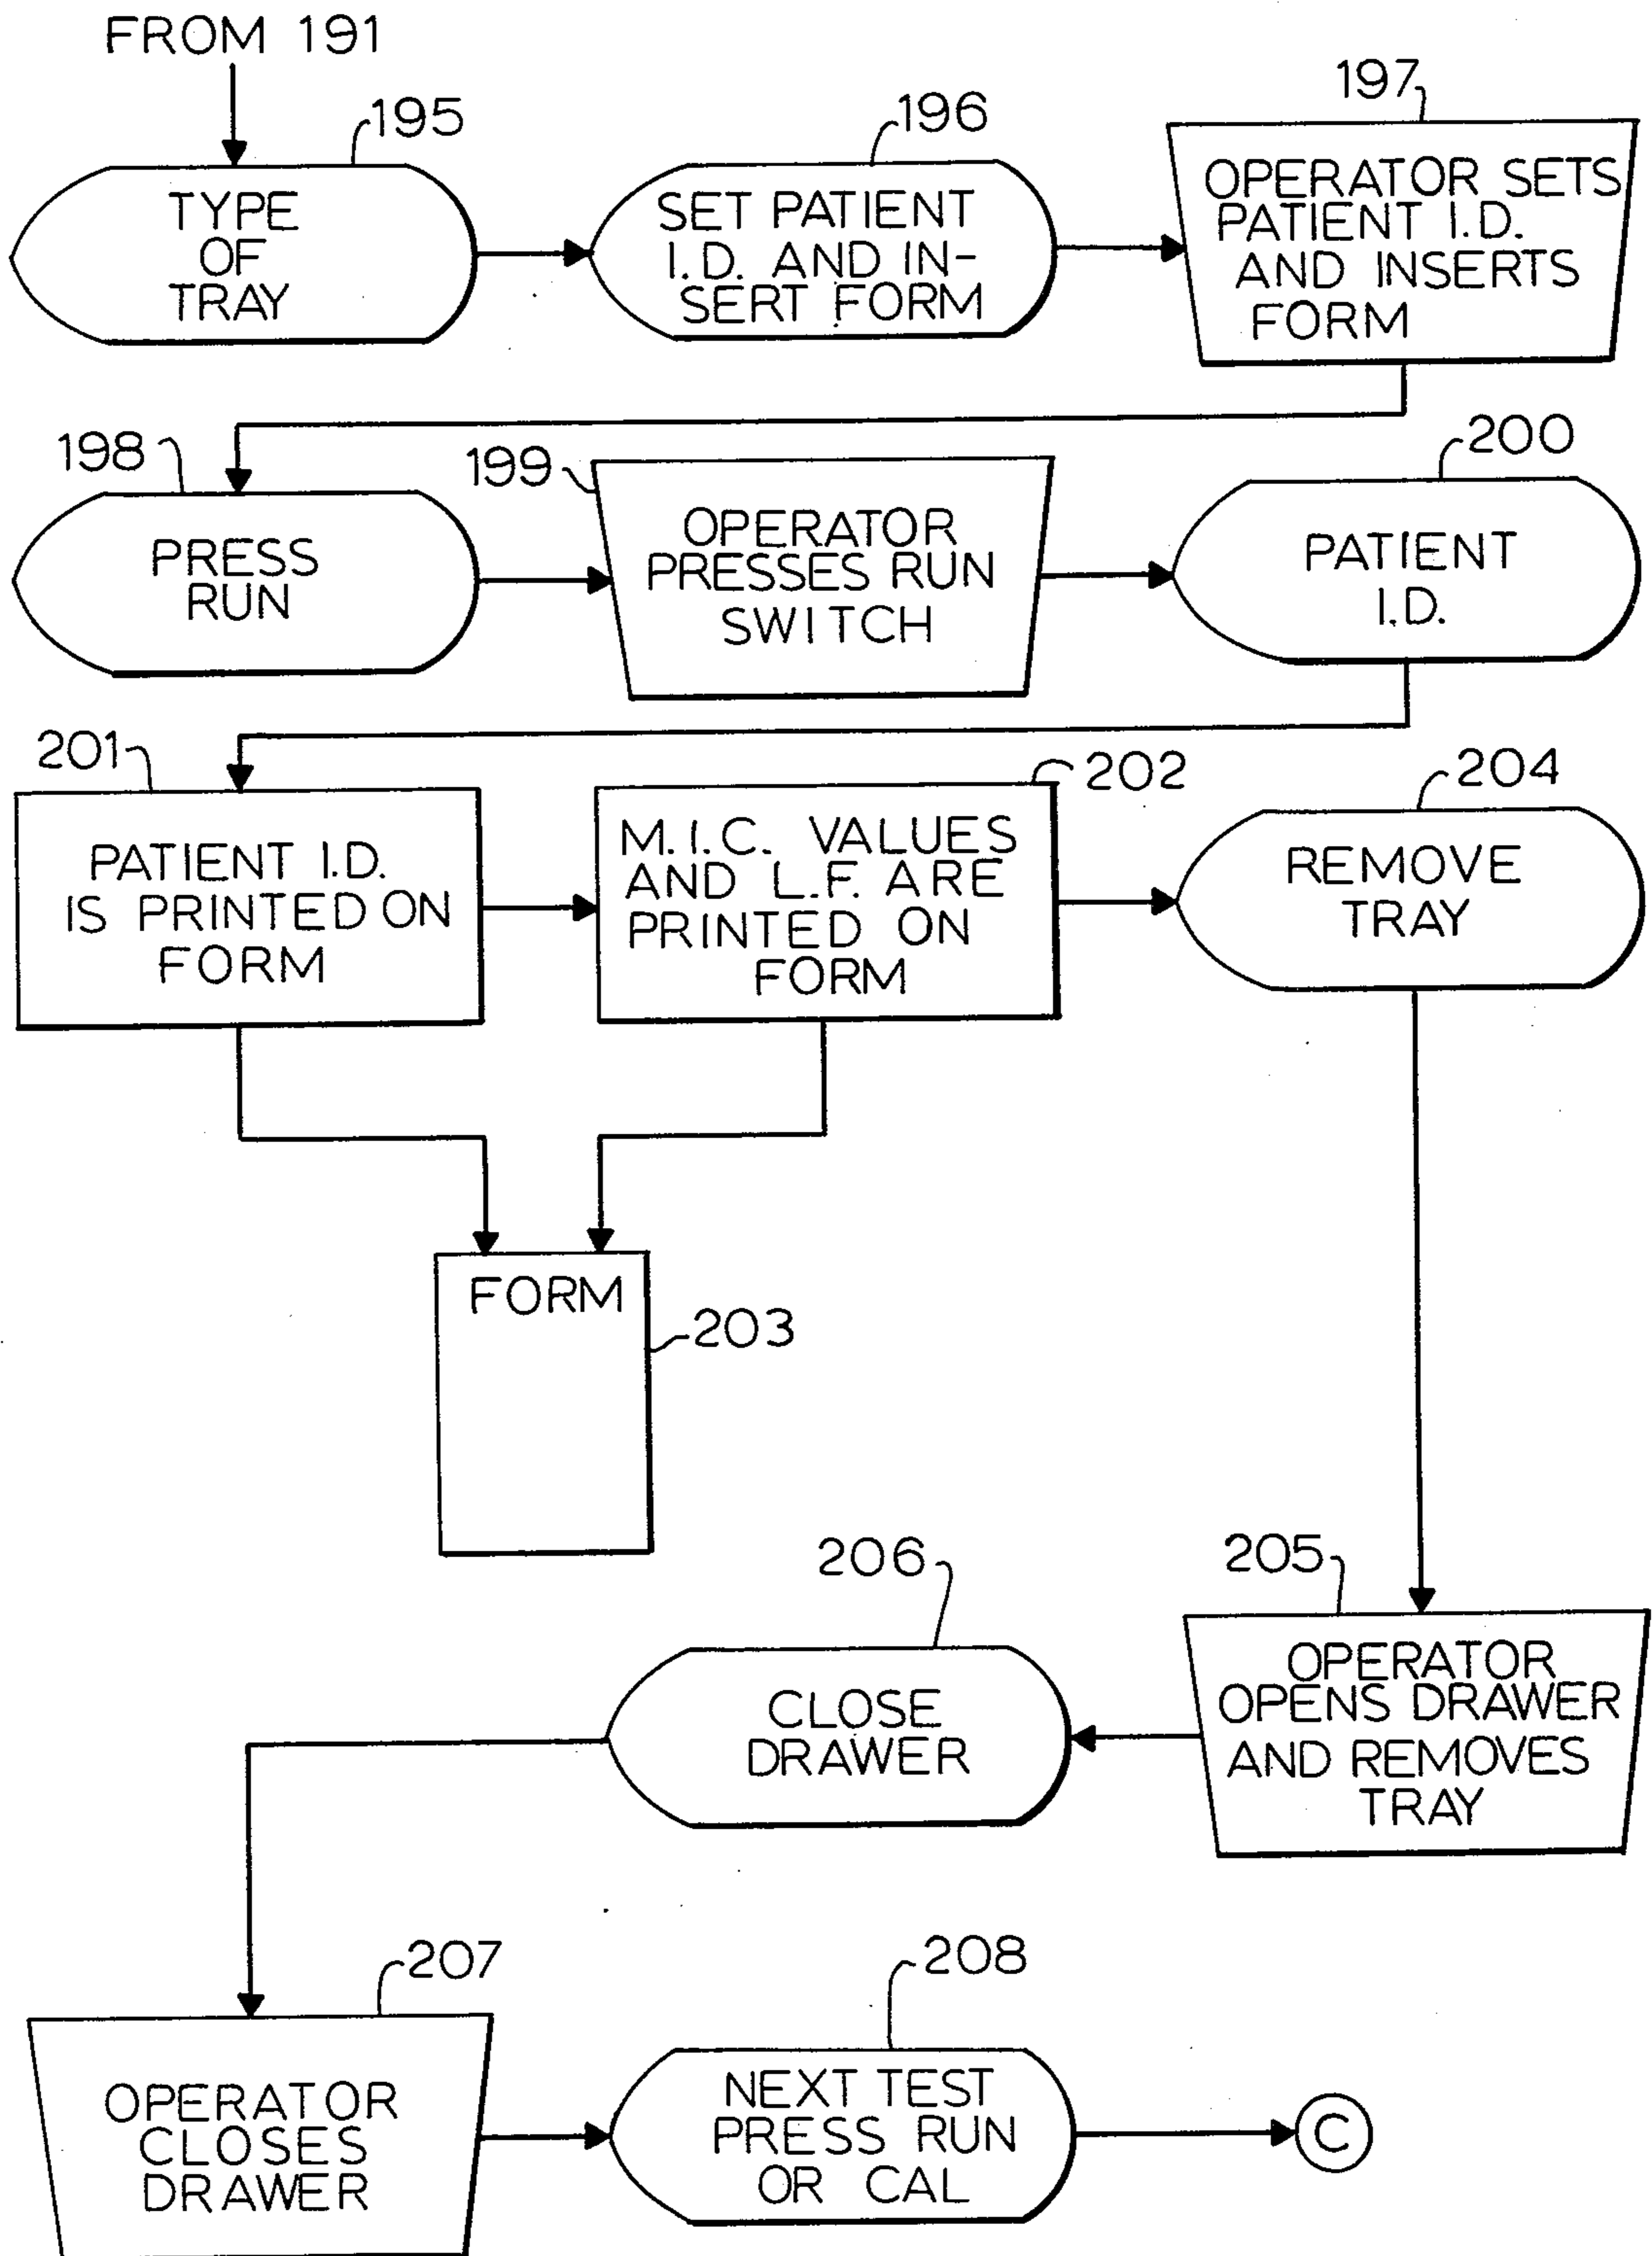 FROM 191
195
TYPE
OF
TRAY
196
SET PATIENT
I.D. AND IN-
SERT FORM
197
OPERATOR SETS
PATIENT I.D.
AND INSERTS
FORM
198
PRESS
RUN
199
OPERATOR
PRESSES RUN
SWITCH
200
PATIENT
I.D.
201
PATIENT I.D.
IS PRINTED ON
FORM
202
M.I.C. VALUES
AND L.F. ARE
PRINTED ON
FORM
204
REMOVE
TRAY
FORM
203
205
OPERATOR
OPENS DRAWER
AND REMOVES
TRAY
206
CLOSE
DRAWER
207
OPERATOR
CLOSES
DRAWER
208
NEXT TEST
PRESS RUN
OR CAL
C